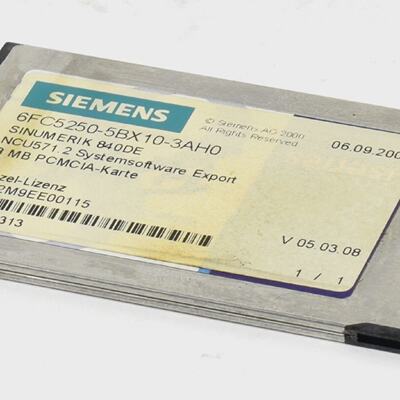 SIEMENS
© Siemens AG 2000
All Rights Reserved
06.09.200
6FC5250-5BX10-3AH0
SINUMERIK 840DE
NCU571.2 Systemsoftware Export
MB PCMCIA-Karte
zel-Lizenz
2M9EE00115
313
V 05.03.08
1 / 1